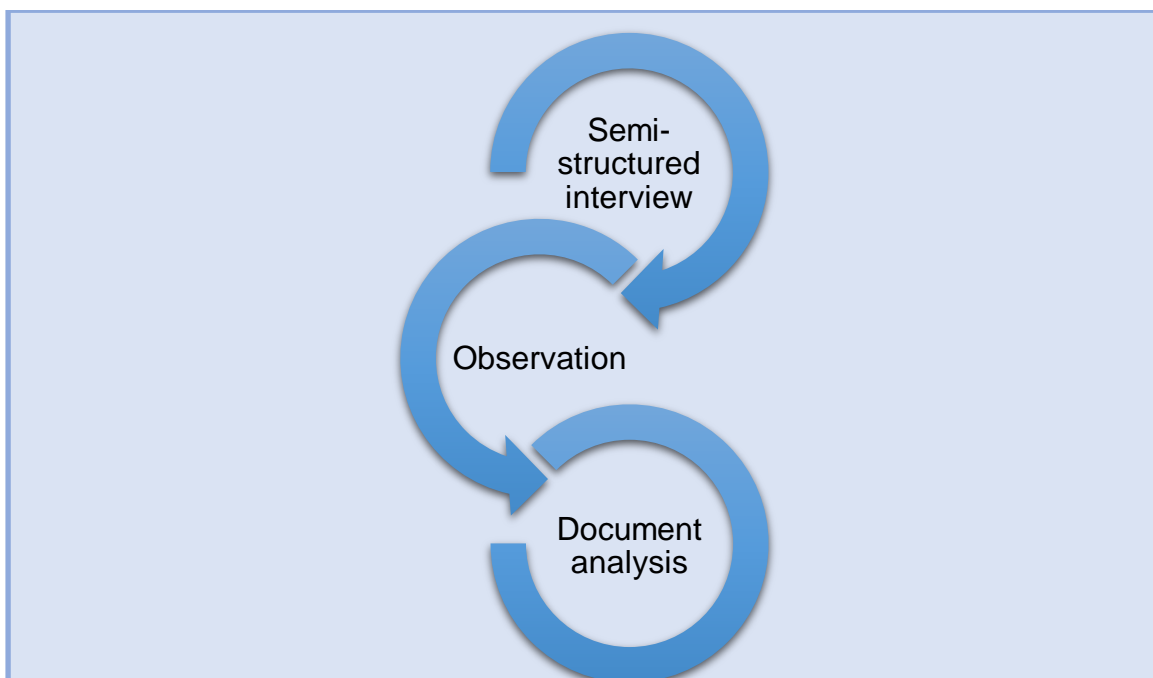 Semi-
structured
interview
Observation
Document
analysis